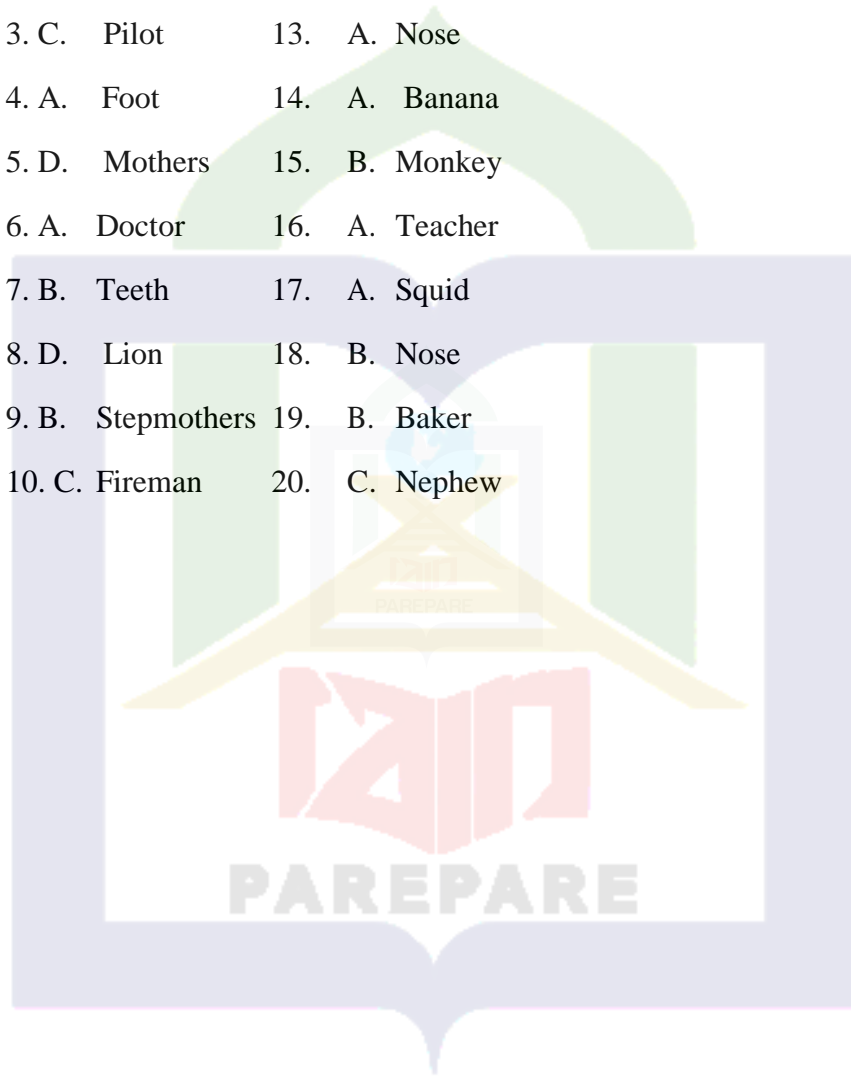 3. C. Pilot 13. A. Nose
4. A. Foot 14. A. Banana
5. D. Mothers 15. B. Monkey
6. A. Doctor 16. A. Teacher
7. B. Teeth 17. A. Squid
8. D. Lion 18. B. Nose
9. B. Stepmothers 19. B. Baker
10. C. Fireman 20. C. Nephew
PAREPARE
PAREPARE